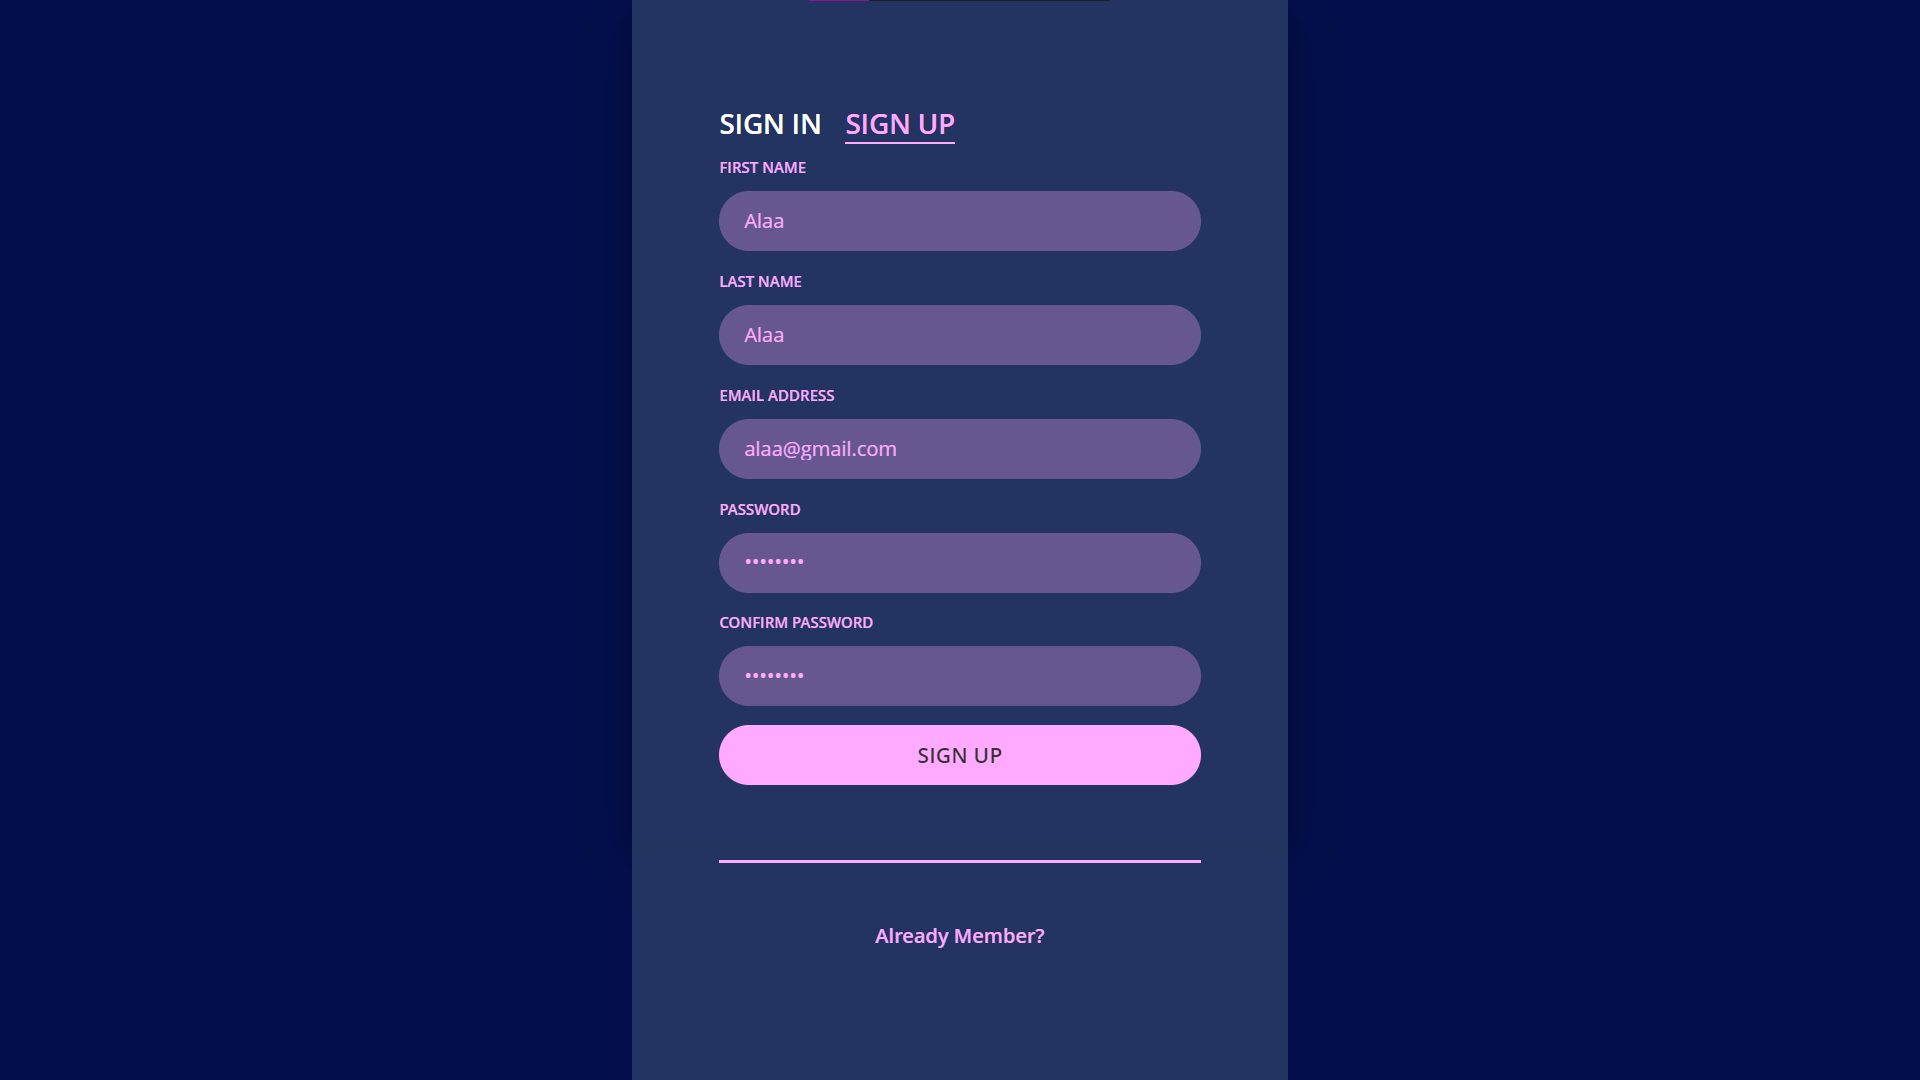 SIGN IN SIGN UP
FIRST NAME
Alaa
LAST NAME
Alaa
EMAIL ADDRESS
alaa@gmail.com
PASSWORD
••••••••
CONFIRM PASSWORD
••••••••
SIGN UP
Already Member?